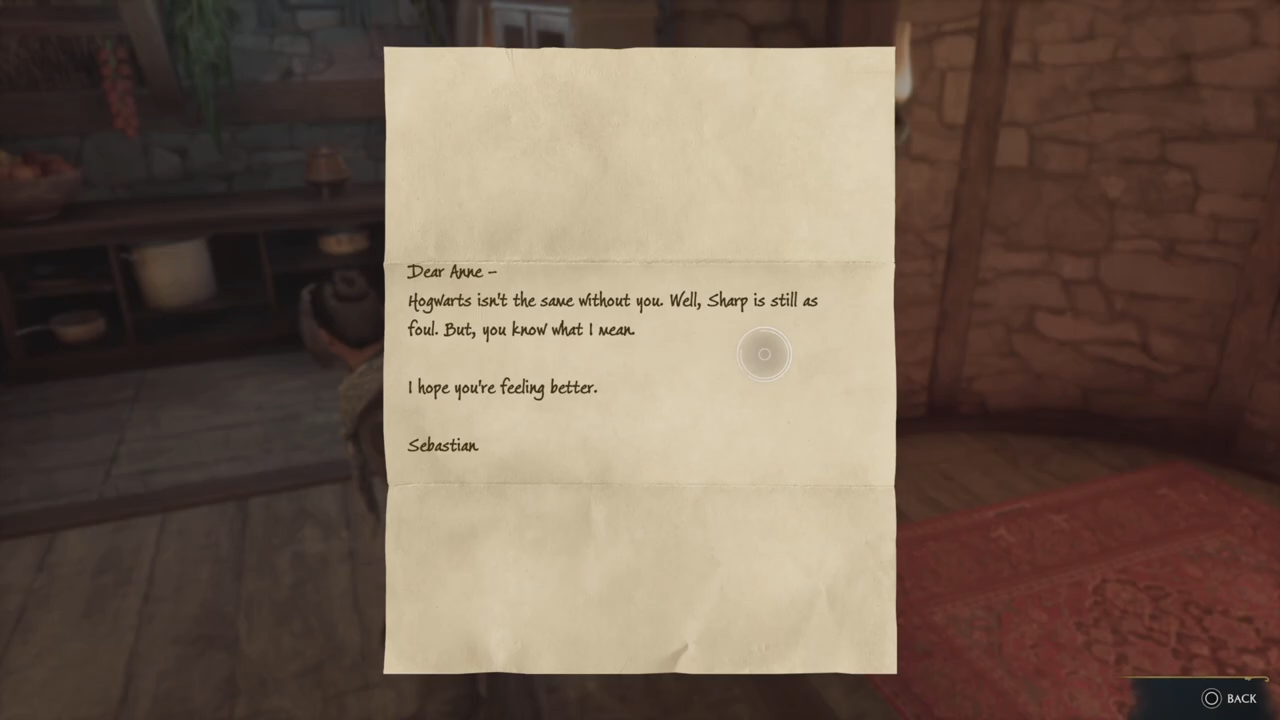 Dear Anne –
Hogwarts isn't the same without you. Well, Sharp is still as
foul. But, you know what I mean.
I hope you're feeling better.
Sebastian
BACK